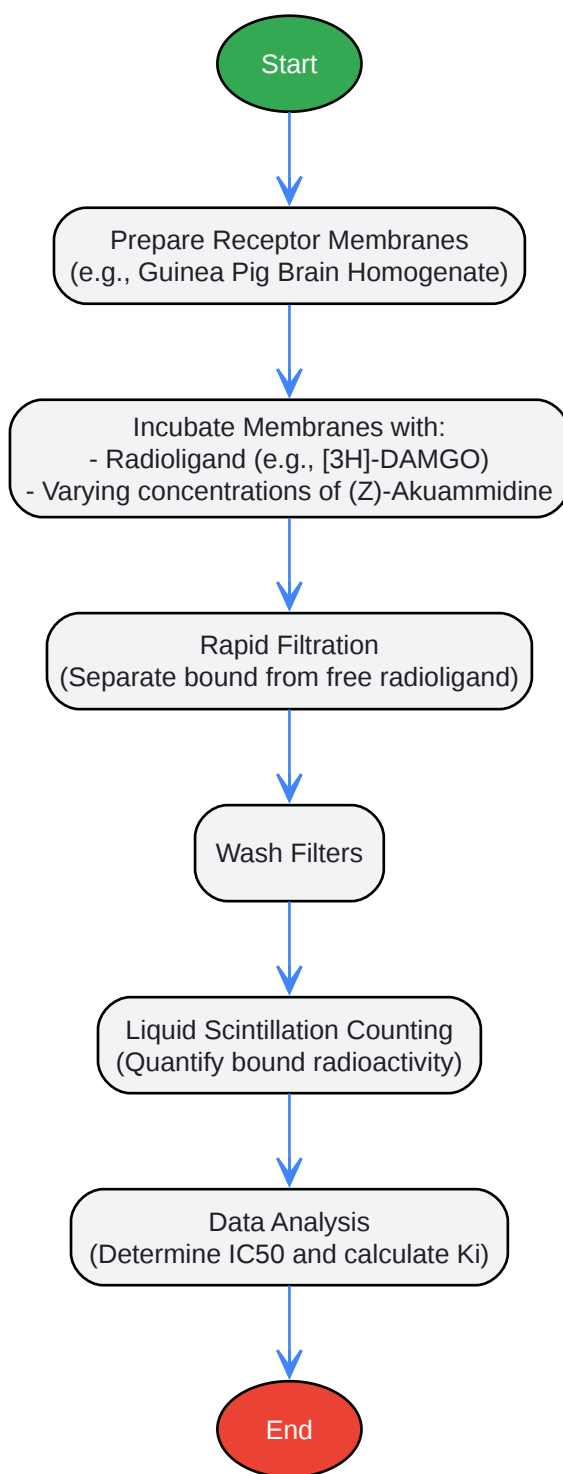 Start
Prepare Receptor Membranes
(e.g., Guinea Pig Brain Homogenate)
Incubate Membranes with:
- Radioligand (e.g., [3H]-DAMGO)
- Varying concentrations of (Z)-Akuammidine
Rapid Filtration
(Separate bound from free radioligand)
Wash Filters
Liquid Scintillation Counting
(Quantify bound radioactivity)
Data Analysis
(Determine IC50 and calculate Ki)
End